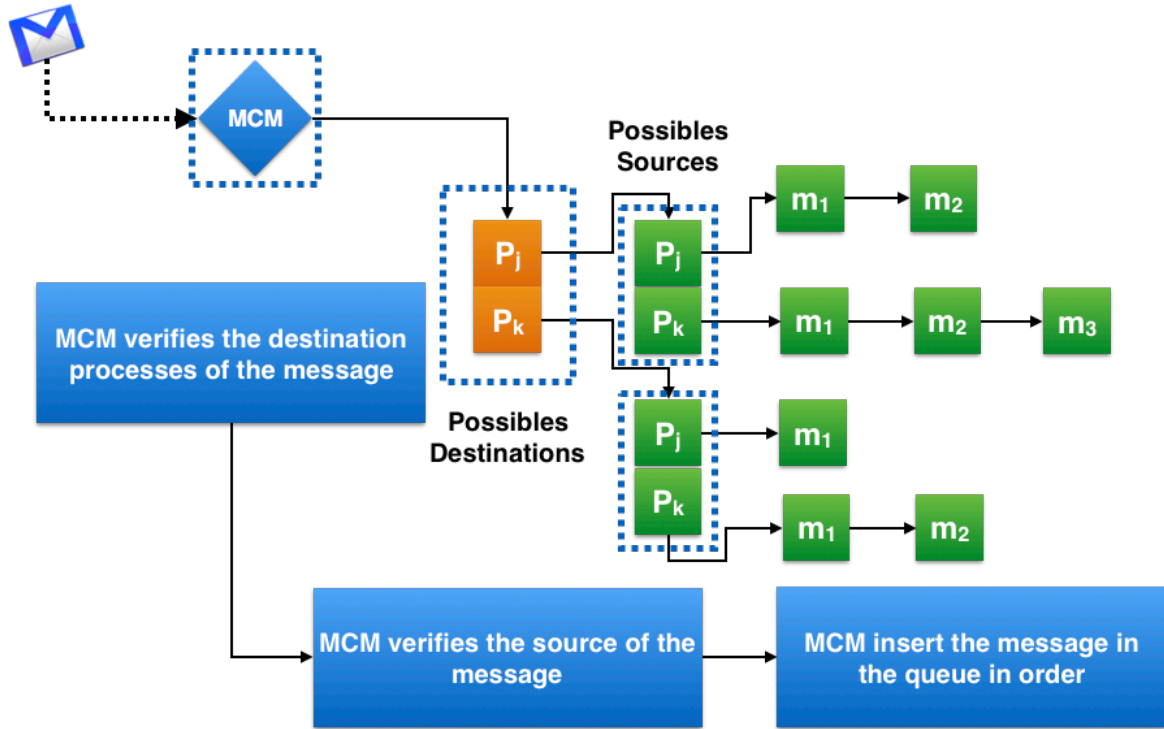 MCM
Possibles
Sources
m₁
m₂
Pⱼ
Pⱼ
Pₖ
Pₖ
m₁
m₂
m₃
MCM verifies the destination
processes of the message
Possibles
Destinations
Pⱼ
m₁
Pₖ
m₁
m₂
MCM verifies the source of the
message
MCM insert the message in
the queue in order